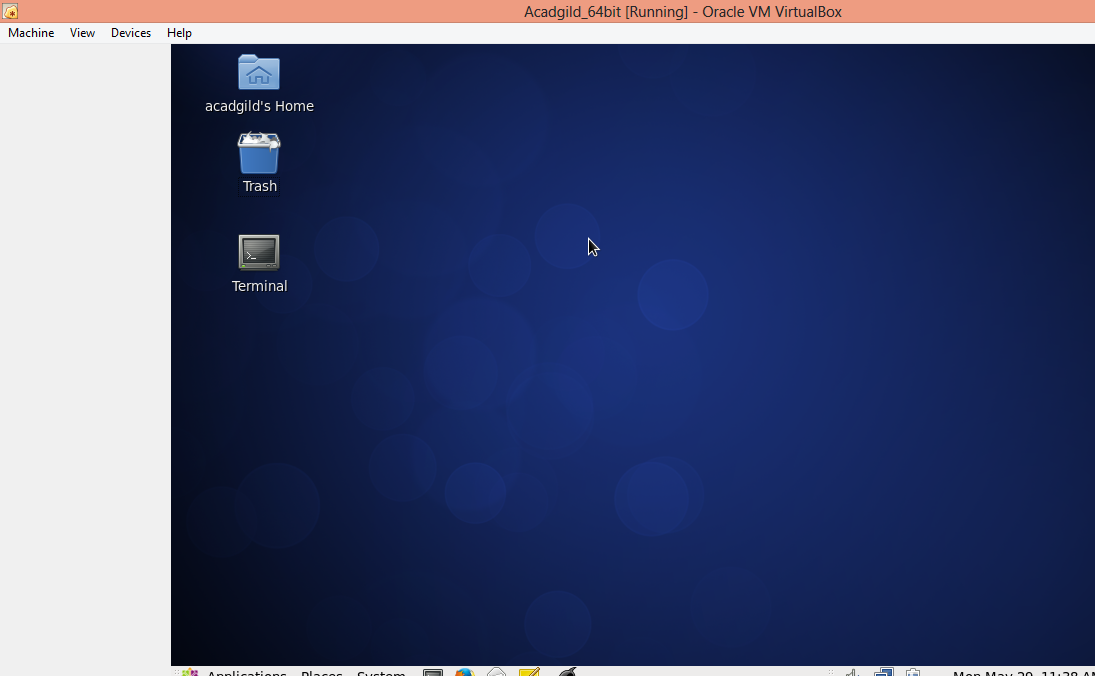 Acadgild_64bit [Running] - Oracle VM VirtualBox
Machine View Devices Help
acadgild's Home
Trash
Terminal
Applications Places System Mon May 29, 11:38 AM